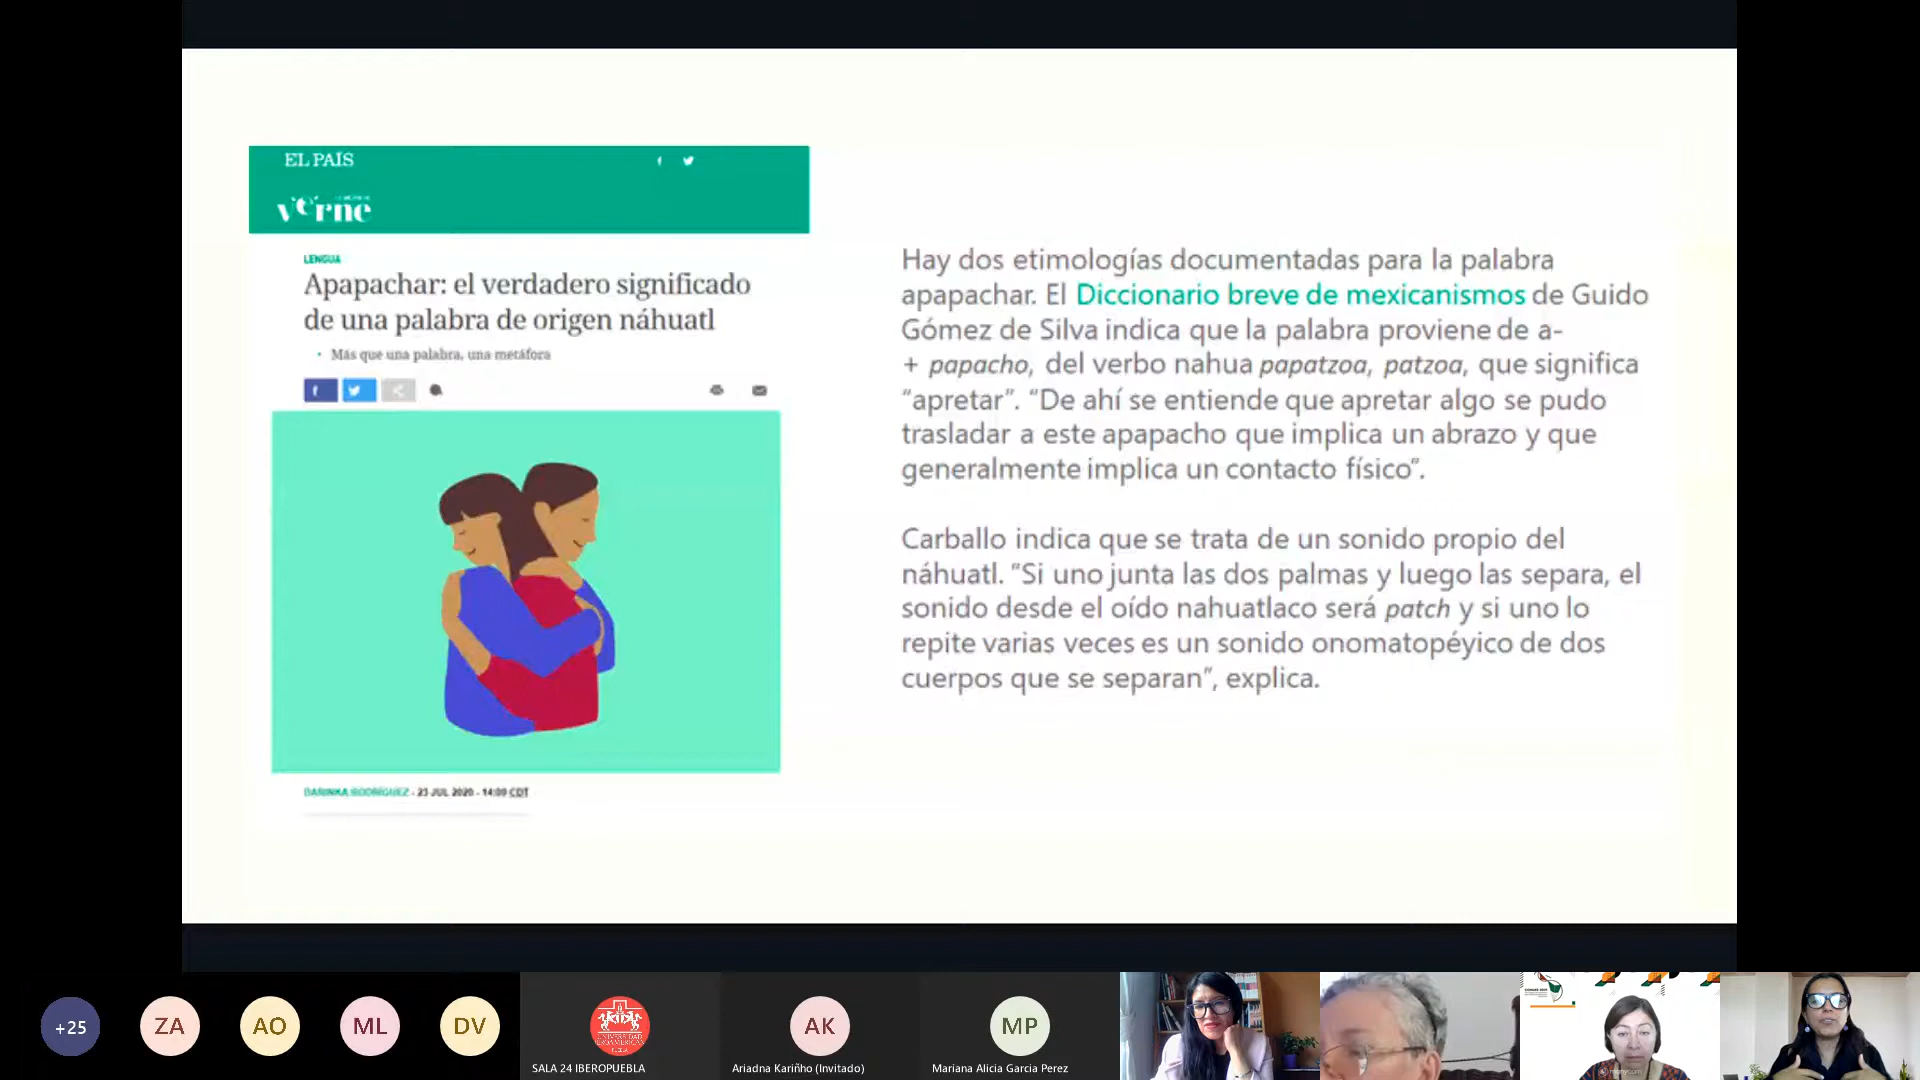 EL PAÍS
verne
LENGUA
Apapachar: el verdadero significado
de una palabra de origen náhuatl
Más que una palabra, una metáfora
DARINKA RODRÍGUEZ - 23 JUL 2020 - 14:00 CDT
Hay dos etimologías documentadas para la palabra
apapachar. El Diccionario breve de mexicanismos de Guido
Gómez de Silva indica que la palabra proviene de a-
+ papacho, del verbo nahua papatzoa, patzoa, que significa
“apretar”. “De ahí se entiende que apretar algo se pudo
trasladar a este apapacho que implica un abrazo y que
generalmente implica un contacto físico”.
Carballo indica que se trata de un sonido propio del
náhuatl. “Si uno junta las dos palmas y luego las separa, el
sonido desde el oído nahuatlaco será patch y si uno lo
repite varias veces es un sonido onomatopéyico de dos
cuerpos que se separan”, explica.
+25
ZA
AO
ML
DV
UNIVERSIDAD
IBEROAMERICANA
PUEBLA
SALA 24 IBEROPUEBLA
AK
Ariadna Kariñho (Invitado)
MP
Mariana Alicia Garcia Perez